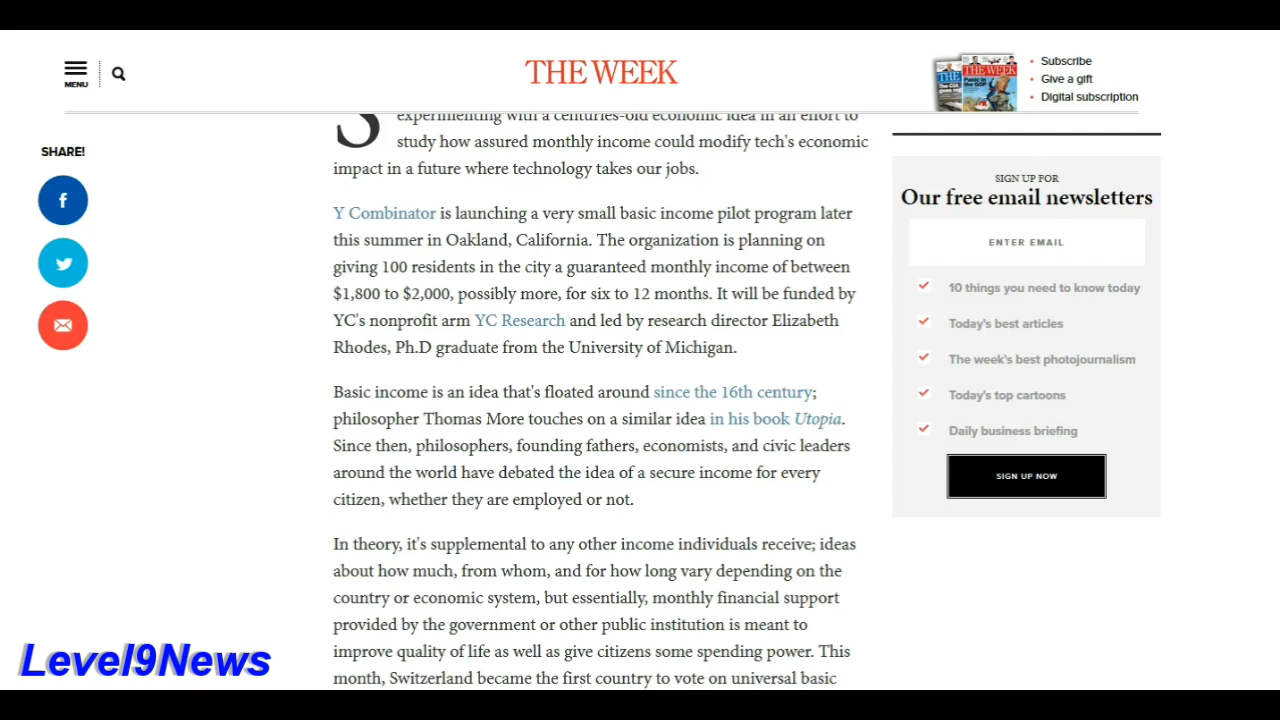 MENU
THE WEEK
Subscribe
Give a gift
Digital subscription
SHARE!
S
experimenting with a centuries-old economic idea in an effort to
study how assured monthly income could modify tech's economic
impact in a future where technology takes our jobs.
Y Combinator is launching a very small basic income pilot program later
this summer in Oakland, California. The organization is planning on
giving 100 residents in the city a guaranteed monthly income of between
$1,800 to $2,000, possibly more, for six to 12 months. It will be funded by
YC's nonprofit arm YC Research and led by research director Elizabeth
Rhodes, Ph.D graduate from the University of Michigan.
Basic income is an idea that's floated around since the 16th century;
philosopher Thomas More touches on a similar idea in his book Utopia.
Since then, philosophers, founding fathers, economists, and civic leaders
around the world have debated the idea of a secure income for every
citizen, whether they are employed or not.
In theory, it's supplemental to any other income individuals receive; ideas
about how much, from whom, and for how long vary depending on the
country or economic system, but essentially, monthly financial support
provided by the government or other public institution is meant to
improve quality of life as well as give citizens some spending power. This
month, Switzerland became the first country to vote on universal basic
SIGN UP FOR
Our free email newsletters
ENTER EMAIL
10 things you need to know today
Today's best articles
The week's best photojournalism
Today's top cartoons
Daily business briefing
SIGN UP NOW
Level9News